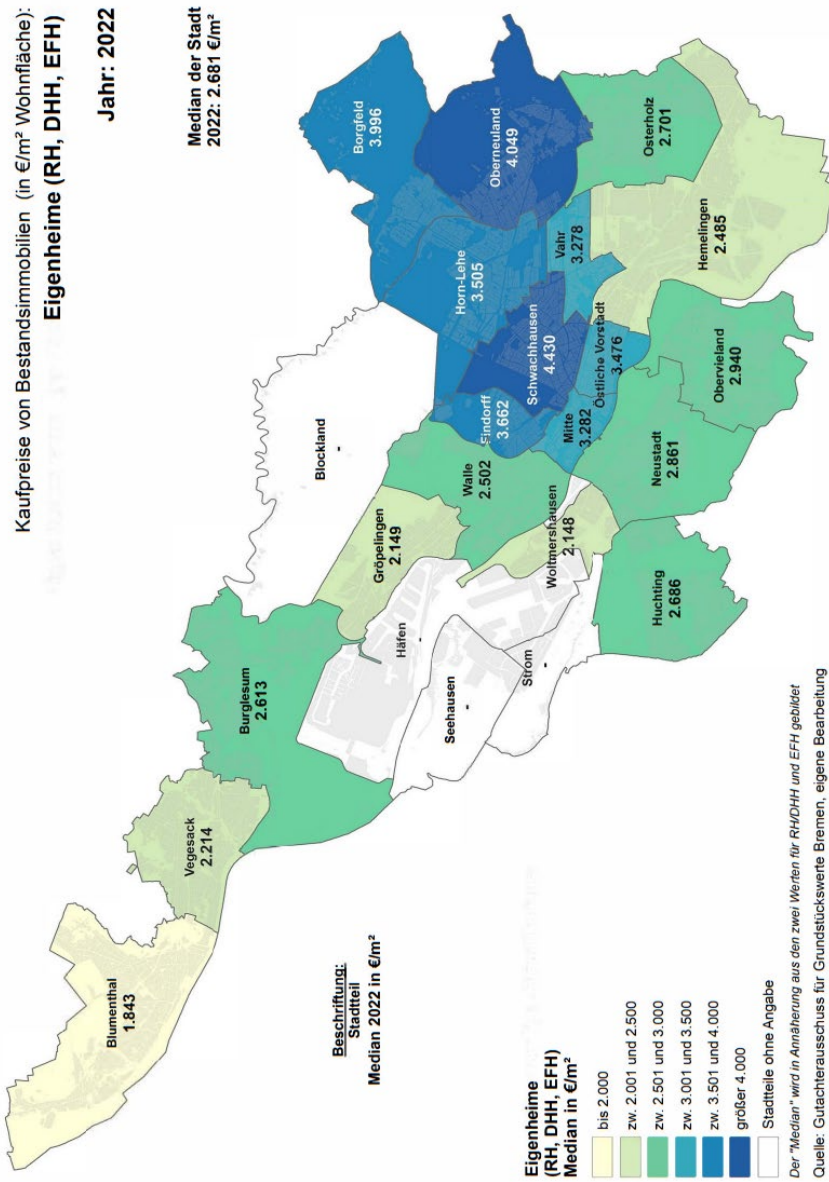 Kaufpreise von Bestandsimmobilien (in €/m² Wohnfläche):
Eigenheime (RH, DHH, EFH)
Jahr: 2022
Median der Stadt
2022: 2.681 €/m²
Blumenthal
1.843
Vegesack
2.214
Burglesum
2.613
Blockland
-
Gröpelingen
2.149
Häfen
-
Seehausen
-
Strom
-
Walle
2.502
Woltmershausen
2.148
Findorff
3.662
Mitte
3.282
Schwachhausen
4.430
Östliche Vorstadt
3.476
Horn-Lehe
3.505
Borgfeld
3.996
Oberneuland
4.049
Vahr
3.278
Osterholz
2.701
Hemelingen
2.485
Obervieland
2.940
Neustadt
2.861
Huchting
2.686
Beschriftung:
Stadtteil
Median 2022 in €/m²
Eigenheime
(RH, DHH, EFH)
Median in €/m²
bis 2.000
zw. 2.001 und 2.500
zw. 2.501 und 3.000
zw. 3.001 und 3.500
zw. 3.501 und 4.000
größer 4.000
Stadtteile ohne Angabe
Der "Median" wird in Annäherung aus den zwei Werten für RH/DHH und EFH gebildet
Quelle: Gutachterausschuss für Grundstückswerte Bremen, eigene Bearbeitung